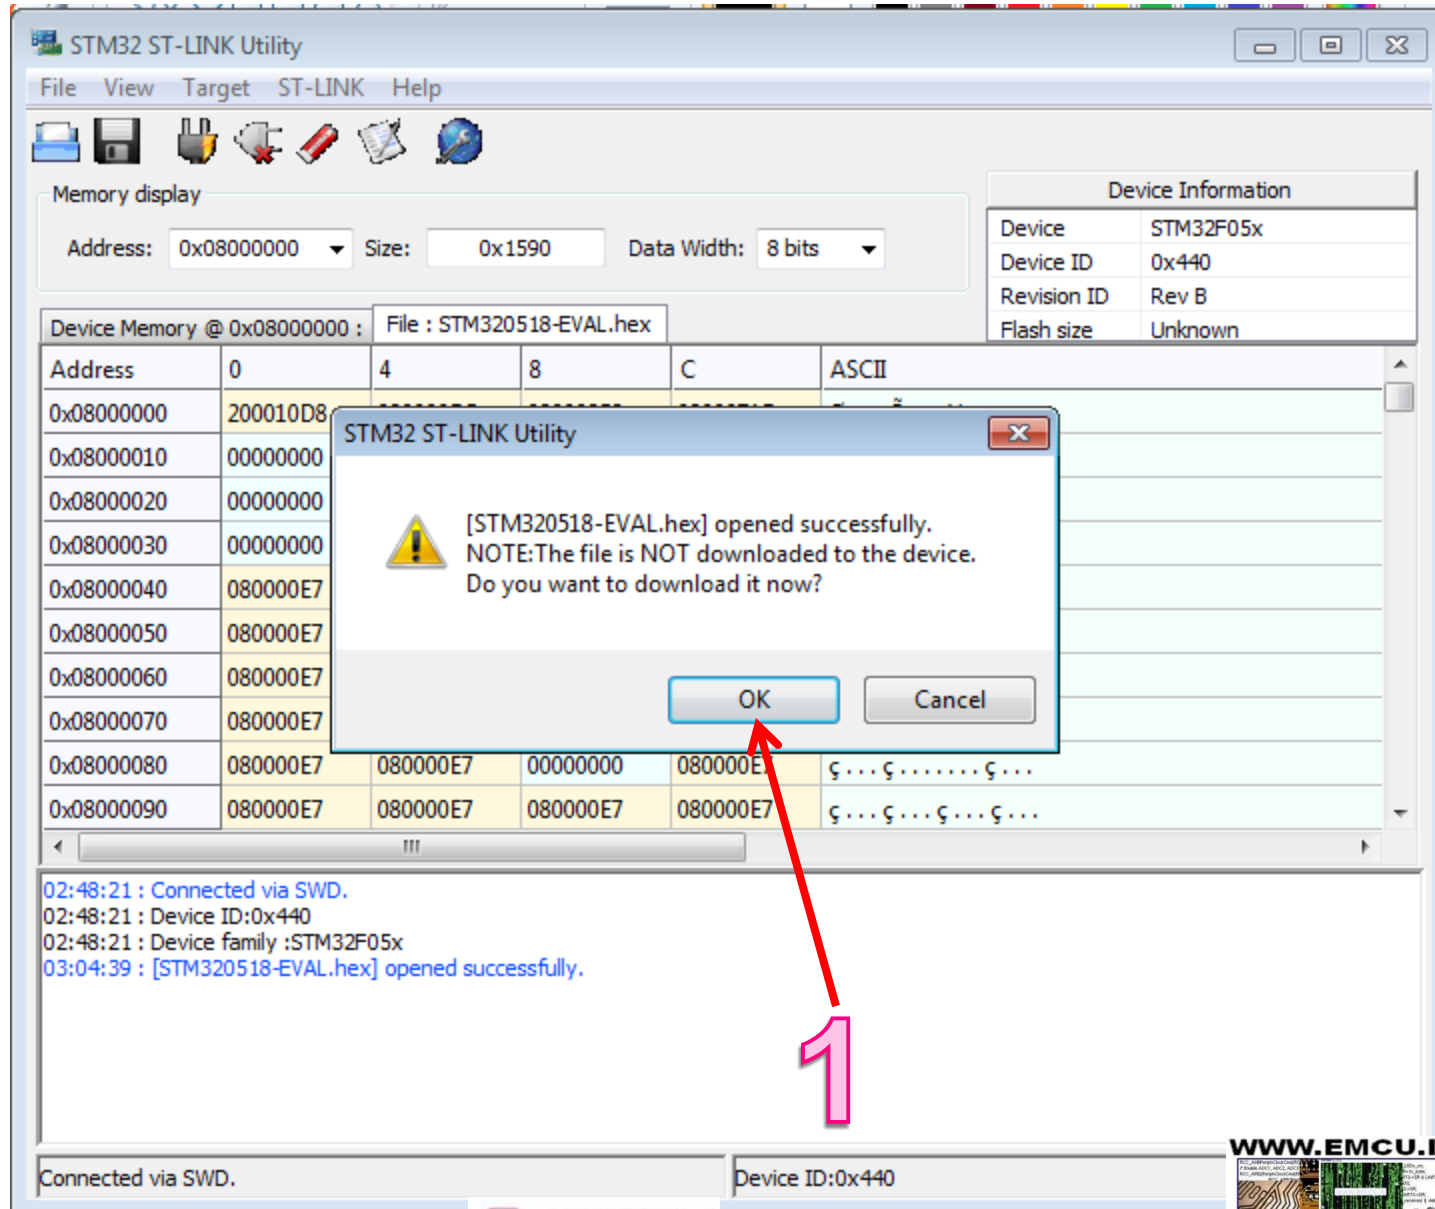 STM32 ST-LINK Utility
File View Target ST-LINK Help
Memory display
Address: 0x08000000 Size: 0x1590 Data Width: 8 bits
Device Information
Device STM32F05x
Device ID 0x440
Revision ID Rev B
Flash size Unknown
Device Memory @ 0x08000000 : File : STM320518-EVAL.hex
Address 0 4 8 C ASCII
0x08000000 200010D8
0x08000010 00000000
0x08000020 00000000
0x08000030 00000000
0x08000040 080000E7
0x08000050 080000E7
0x08000060 080000E7
0x08000070 080000E7
0x08000080 080000E7 080000E7 00000000 ç...ç.......ç...
0x08000090 080000E7 080000E7 080000E7 080000E7 ç...ç...ç...ç...
STM32 ST-LINK Utility
[STM320518-EVAL.hex] opened successfully.
NOTE:The file is NOT downloaded to the device.
Do you want to download it now?
OK Cancel
02:48:21 : Connected via SWD.
02:48:21 : Device ID:0x440
02:48:21 : Device family :STM32F05x
03:04:39 : [STM320518-EVAL.hex] opened successfully.
1
WWW.EMCU.I
Connected via SWD. Device ID:0x440